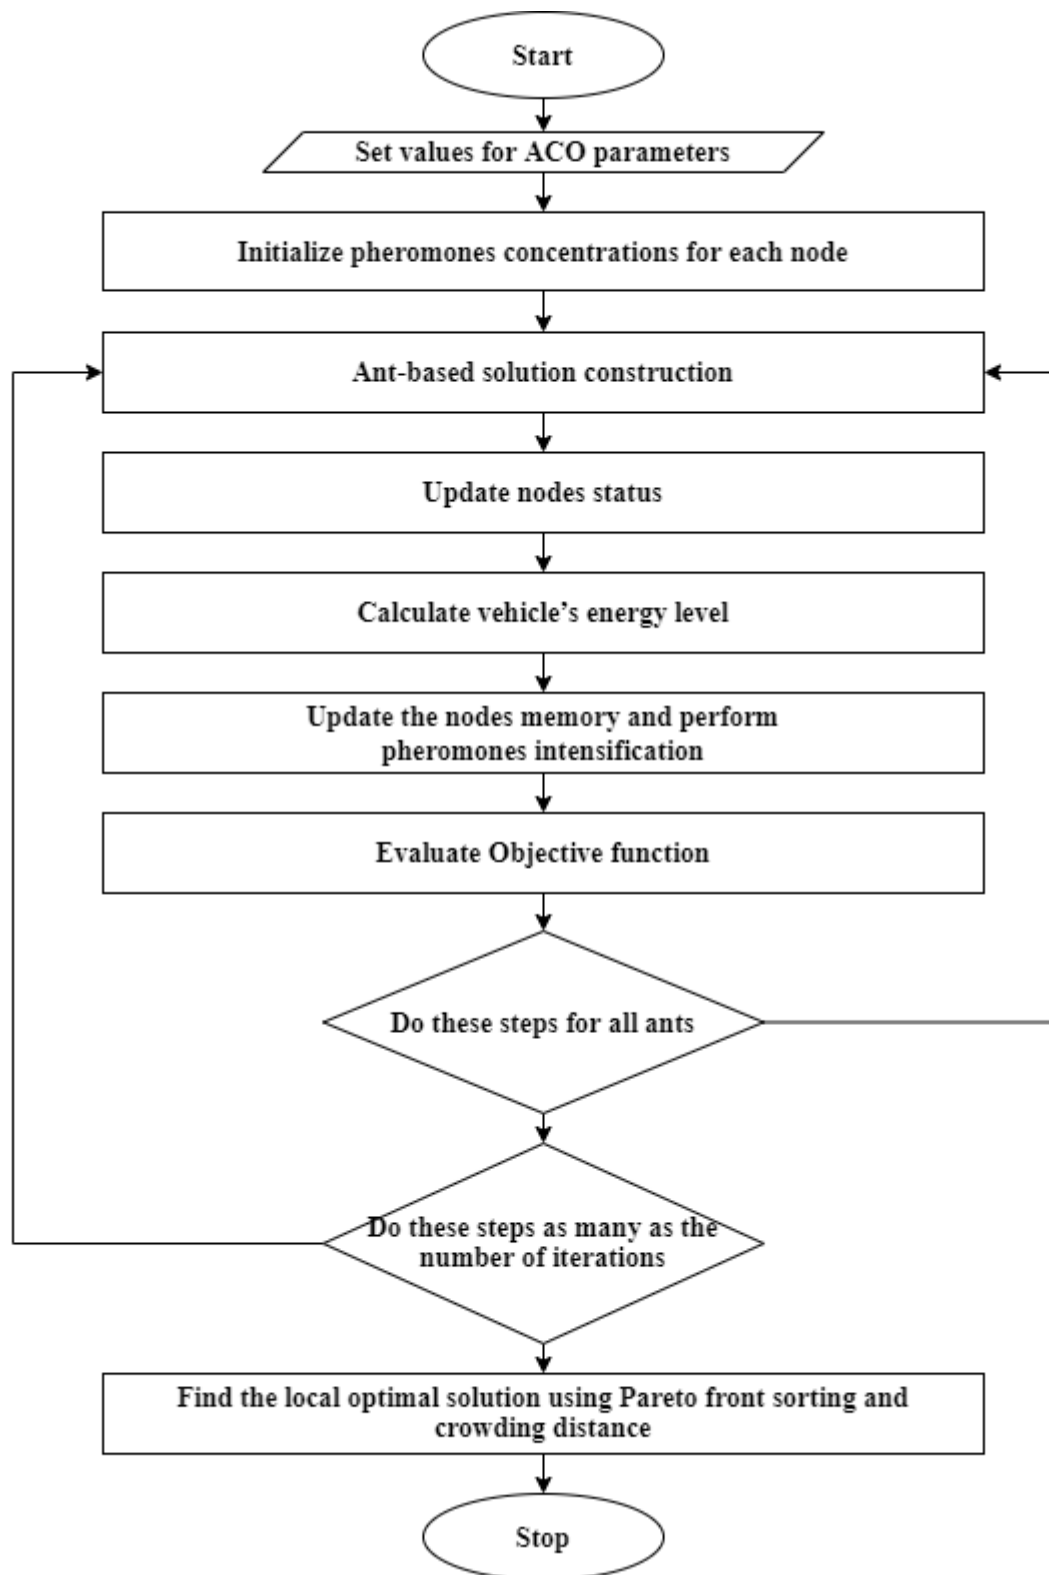 Start
Set values for ACO parameters
Initialize pheromones concentrations for each node
Ant-based solution construction
Update nodes status
Calculate vehicle’s energy level
Update the nodes memory and perform
pheromones intensification
Evaluate Objective function
Do these steps for all ants
Do these steps as many as the
number of iterations
Find the local optimal solution using Pareto front sorting and
crowding distance
Stop